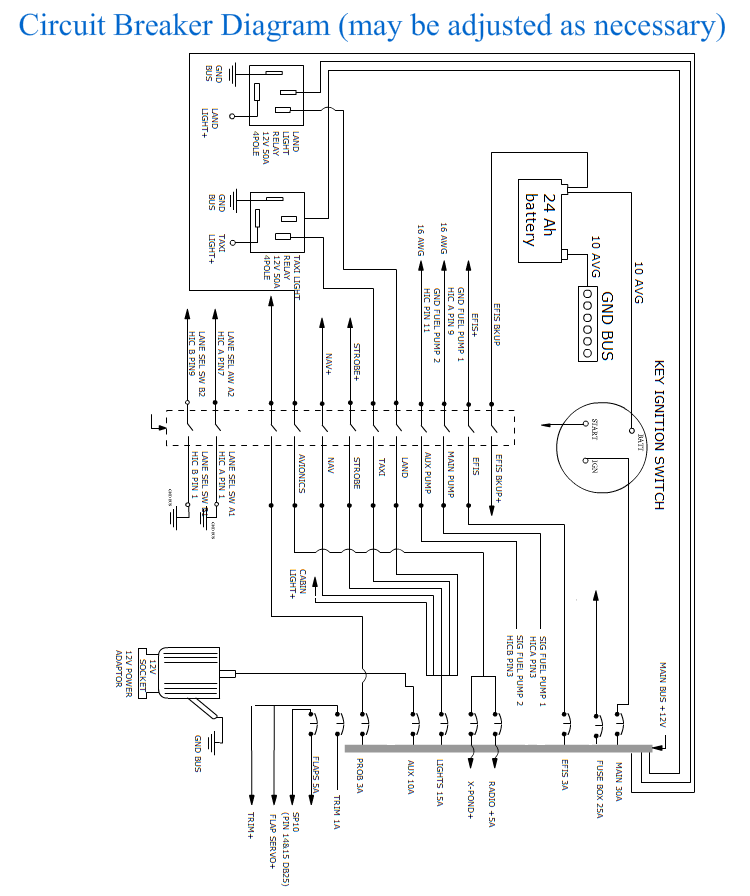 Circuit Breaker Diagram (may be adjusted as necessary)
GND
BUS
LAND
LIGHT+
LAND
LIGHT
RELAY
12V 50A
4POLE
GND
BUS
TAXI
LIGHT+
TAXI LIGHT
RELAY
12V 50A
4POLE
24 Ah
battery
10 AVG
10 AVG
GND BUS
KEY IGNITION SWITCH
START
BATT
IGN
16 AWG
16 AWG
GND FUEL PUMP 2
HIC PIN 11
GND FUEL PUMP 1
HIC A PIN 9
EFIS+
EFIS BKUP
STROBE+
NAV+
LANE SEL SW B2
HIC B PIN9
LANE SEL AW A2
HIC A PIN7
LANE SEL SW
HIC B PIN 1
LANE SEL SW A1
HIC A PIN 1
AVIONICS
NAV
STROBE
TAXI
LAND
AUX PUMP
MAIN PUMP
EFIS
EFIS BKUP+
CABIN
LIGHT+
SIG FUEL PUMP 2
HICB PIN3
SIG FUEL PUMP 1
HICA PIN3
MAIN BUS +12V
12V
SOCKET
12V POWER
ADAPTOR
GND BUS
TRIM+
FLAP SERVO+
SP10
(PIN 14&15 DB25)
FLAPS 5A
TRIM 1A
PROB 3A
AUX 10A
LIGHTS 15A
X-POND+
RADIO +5A
EFIS 3A
FUSE BOX 25A
MAIN 30A